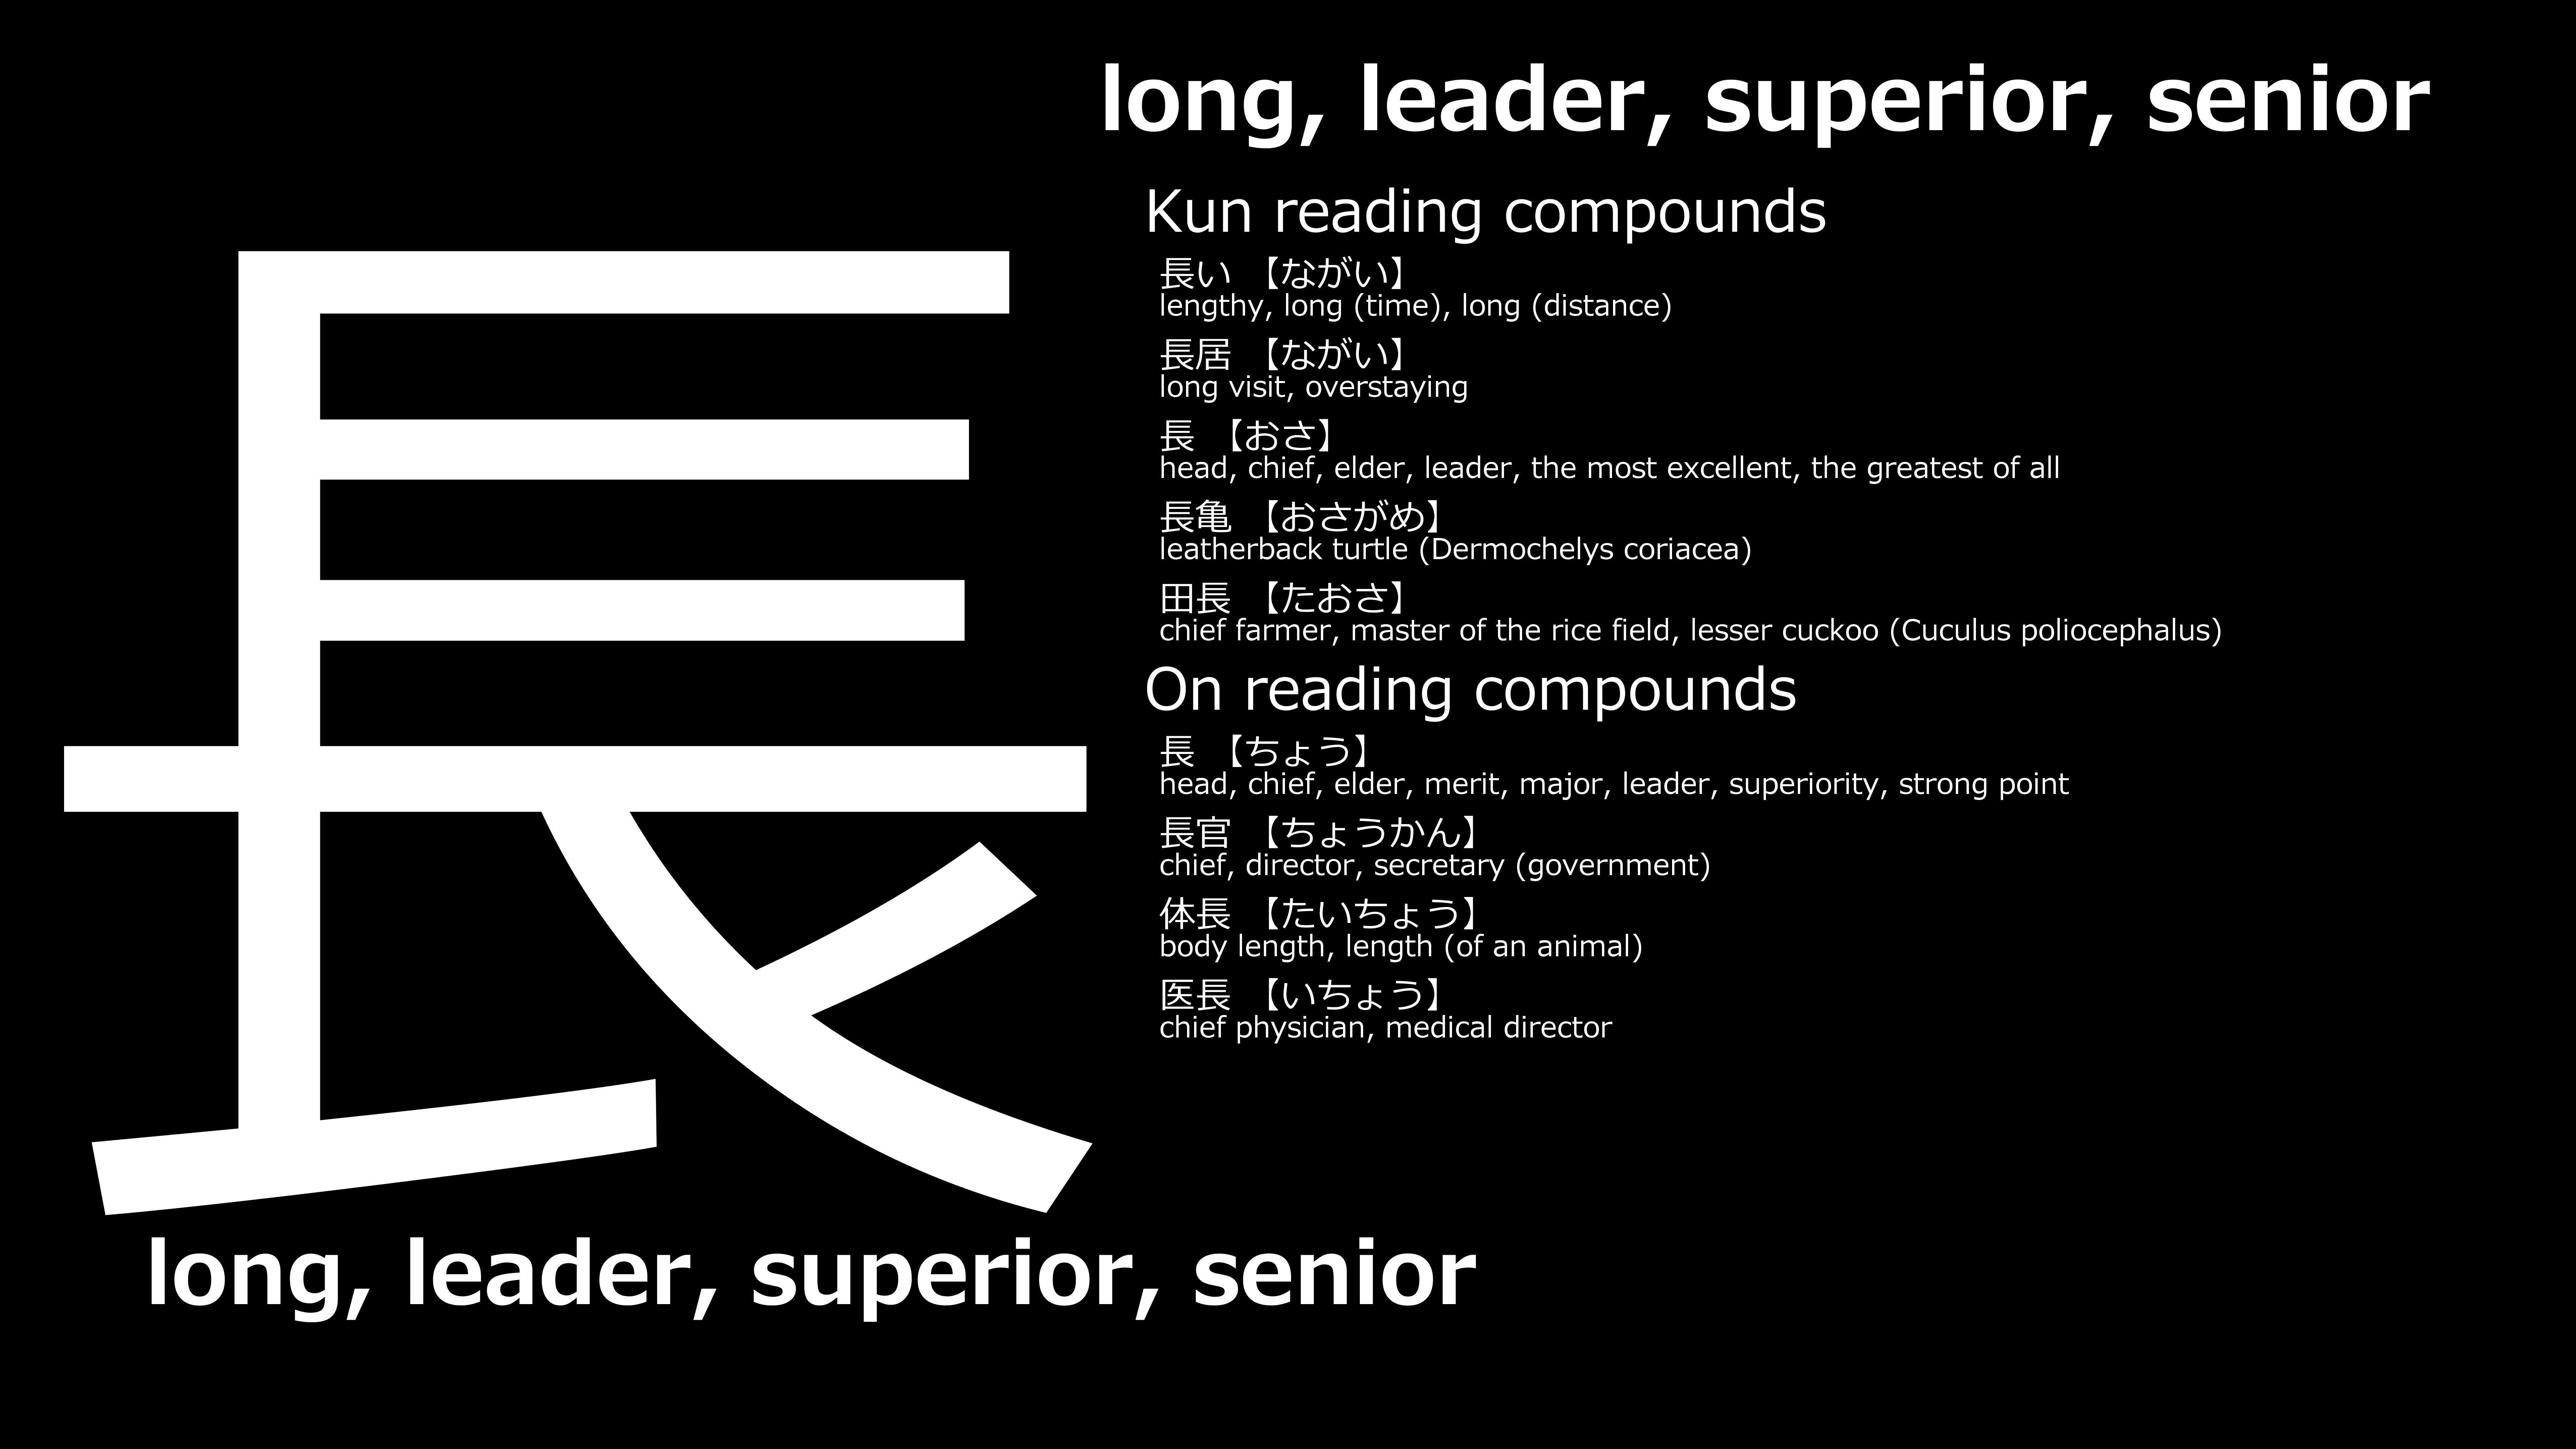 long, leader, superior, senior
長
Kun reading compounds
長い 【ながい】
lengthy, long (time), long (distance)
長居 【ながい】
long visit, overstaying
長 【おさ】
head, chief, elder, leader, the most excellent, the greatest of all
長亀 【おさがめ】
leatherback turtle (Dermochelys coriacea)
田長 【たおさ】
chief farmer, master of the rice field, lesser cuckoo (Cuculus poliocephalus)
On reading compounds
長 【ちょう】
head, chief, elder, merit, major, leader, superiority, strong point
長官 【ちょうかん】
chief, director, secretary (government)
体長 【たいちょう】
body length, length (of an animal)
医長 【いちょう】
chief physician, medical director
long, leader, superior, senior